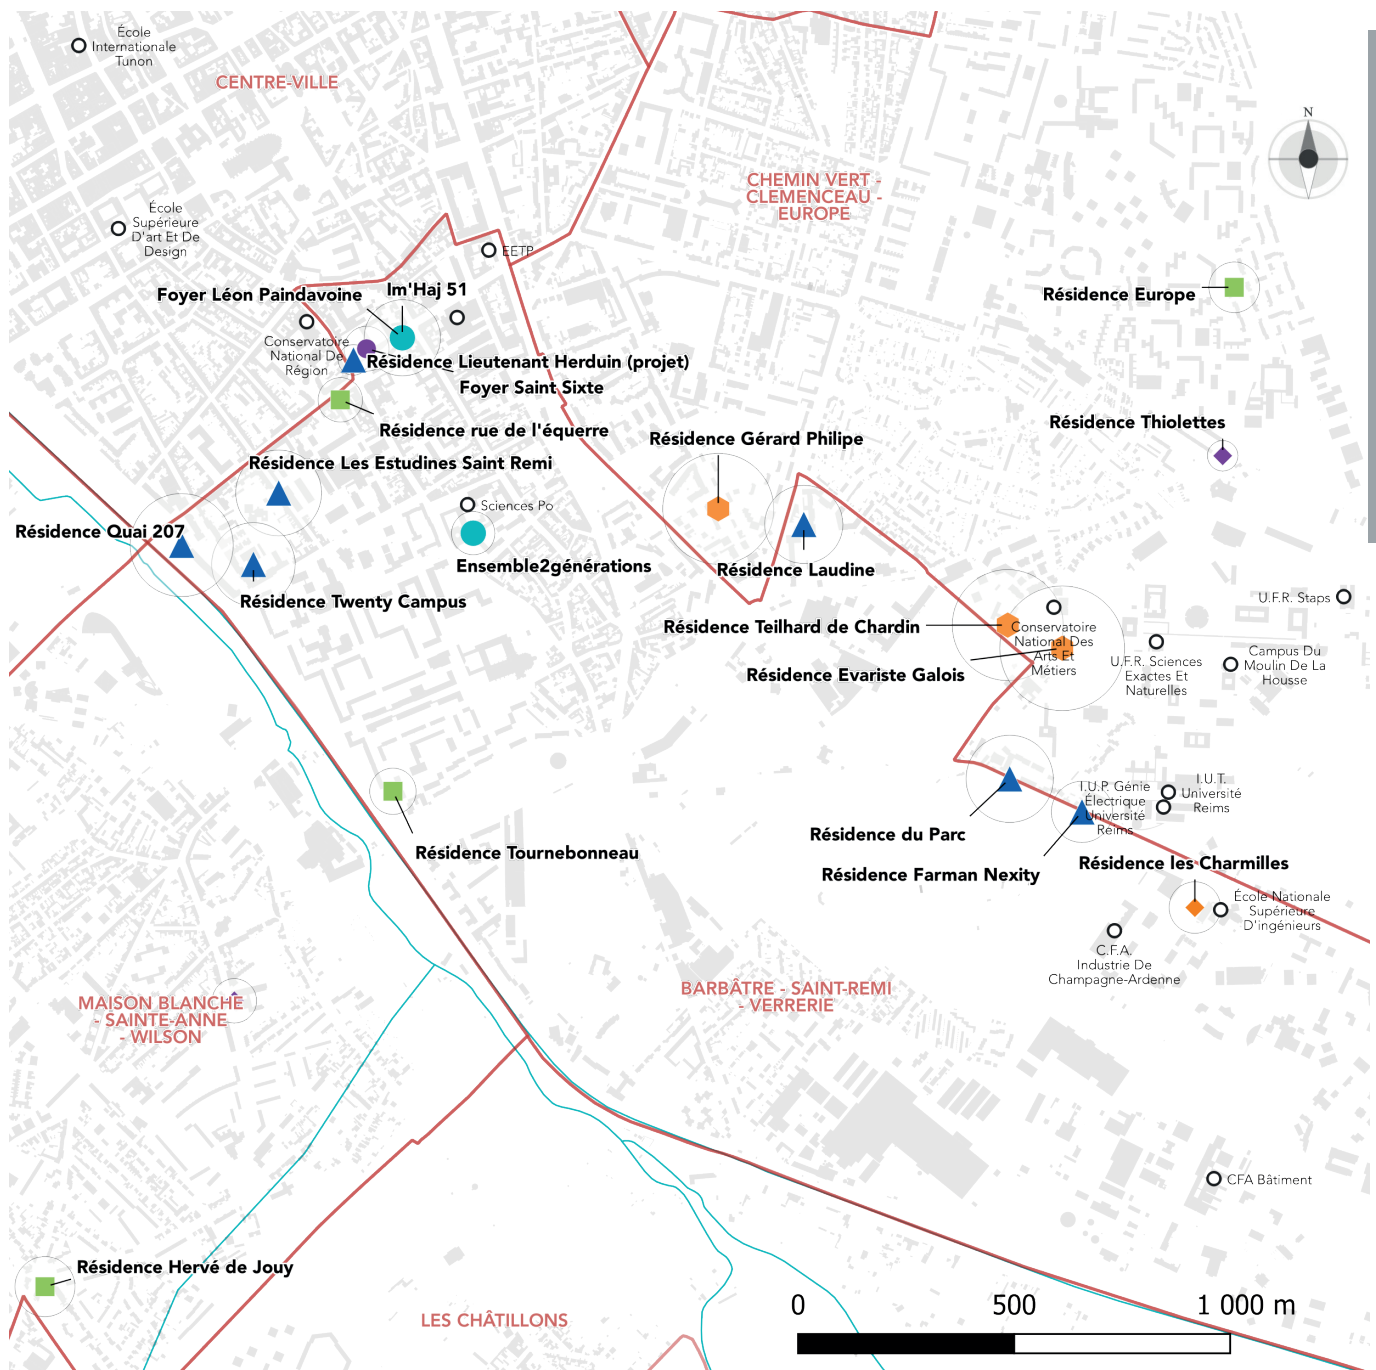 École
Internationale
Tunon
CENTRE-VILLE
N
CHEMIN VERT -
CLEMENCEAU -
EUROPE
École
Supérieure
D'art Et De
Design
EETP
Foyer Léon Paindavoine
Im'Haj 51
Résidence Europe
Conservatoire
National De
Région
Résidence Lieutenant Herduin (projet)
Foyer Saint Sixte
Résidence rue de l'équerre
Résidence Gérard Philipe
Résidence Thiolettes
Résidence Les Estudines Saint Remi
Sciences Po
Résidence Quai 207
Ensemble2générations
Résidence Laudine
Résidence Twenty Campus
U.F.R. Staps
Résidence Teilhard de Chardin
Conservatoire
National Des
Arts Et
Métiers
Résidence Evariste Galois
U.F.R. Sciences
Exactes Et
Naturelles
Campus Du
Moulin De La
Housse
I.U.P. Génie
Électrique
Université
Reims
I.U.T.
Université
Reims
Résidence du Parc
Résidence Tournebonneau
Résidence Farman Nexity
Résidence les Charmilles
École Nationale
Supérieure
D'ingénieurs
C.F.A.
Industrie De
Champagne-Ardenne
BARBÂTRE - SAINT-REMI
- VERRERIE
MAISON BLANCHE
- SAINTE-ANNE
- WILSON
CFA Bâtiment
Résidence Hervé de Jouy
LES CHÂTILLONS
0 500 1 000 m